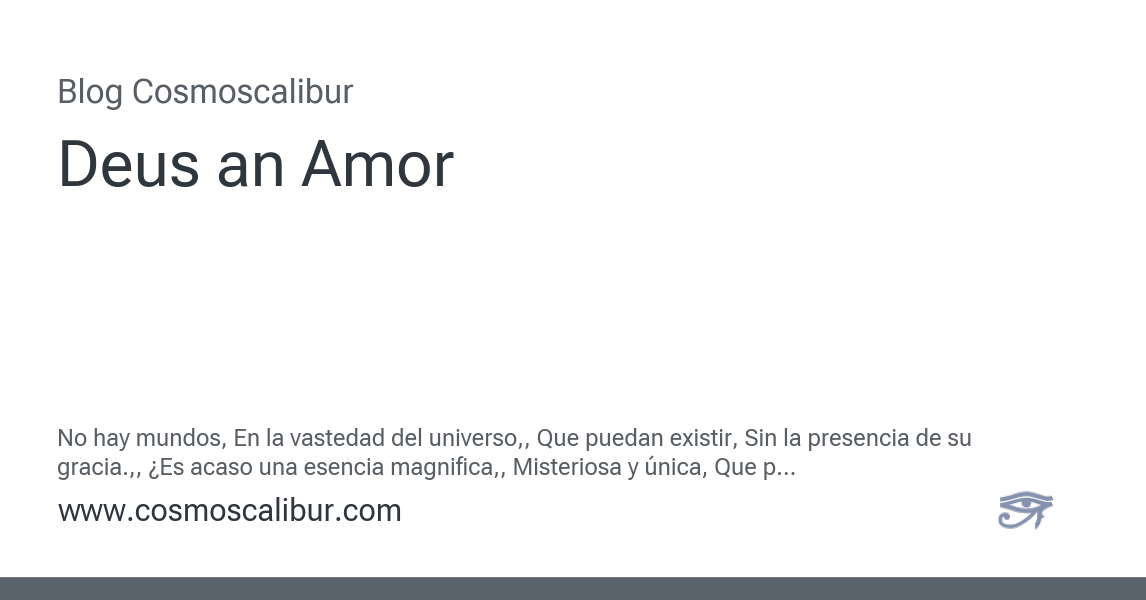 Blog Cosmoscalibur
Deus an Amor
No hay mundos, En la vastedad del universo,, Que puedan existir, Sin la presencia de su
gracia.,, ¿Es acaso una esencia magnifica,, Misteriosa y única, Que p...
www.cosmoscalibur.com